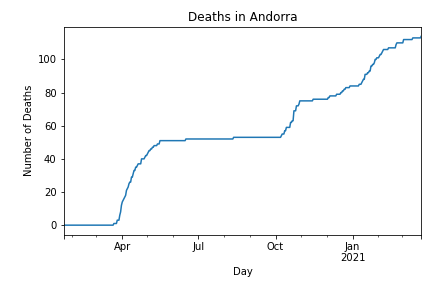 Deaths in Andorra
Number of Deaths
100
80
60
40
20
0
Apr
Jul
Oct
Jan
2021
Day